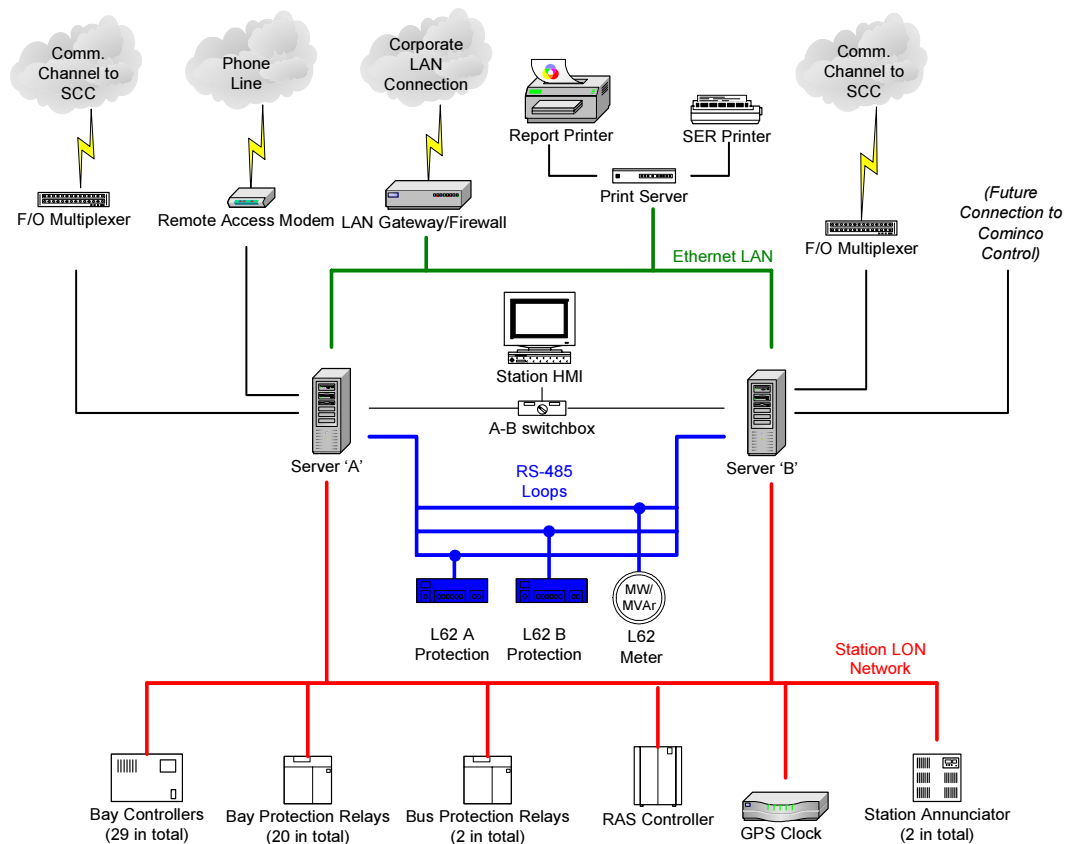 Comm.
Channel to
SCC
Phone
Line
Corporate
LAN
Connection
Report Printer
SER Printer
Comm.
Channel to
SCC
F/O Multiplexer
Remote Access Modem
LAN Gateway/Firewall
Print Server
F/O Multiplexer
(Future
Connection to
Cominco
Control)
Ethernet LAN
Station HMI
A-B switchbox
Server 'A'
Server 'B'
RS-485
Loops
MW/
MVAr
L62 A
Protection
L62 B
Protection
L62
Meter
Station LON
Network
Bay Controllers
(29 in total)
Bay Protection Relays
(20 in total)
Bus Protection Relays
(2 in total)
RAS Controller
GPS Clock
Station Annunciator
(2 in total)